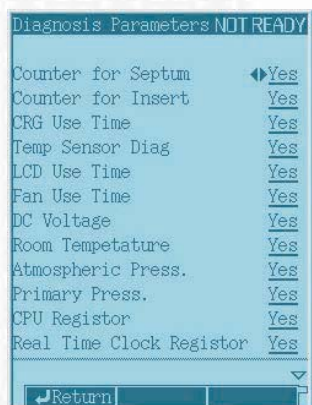 Diagnosis Parameters NOT READY
Counter for Septum Yes
Counter for Insert Yes
CRG Use Time Yes
Temp Sensor Diag Yes
LCD Use Time Yes
Fan Use Time Yes
DC Voltage Yes
Room Tempetature Yes
Atmospheric Press. Yes
Primary Press. Yes
CPU Registor Yes
Real Time Clock Registor Yes
Return